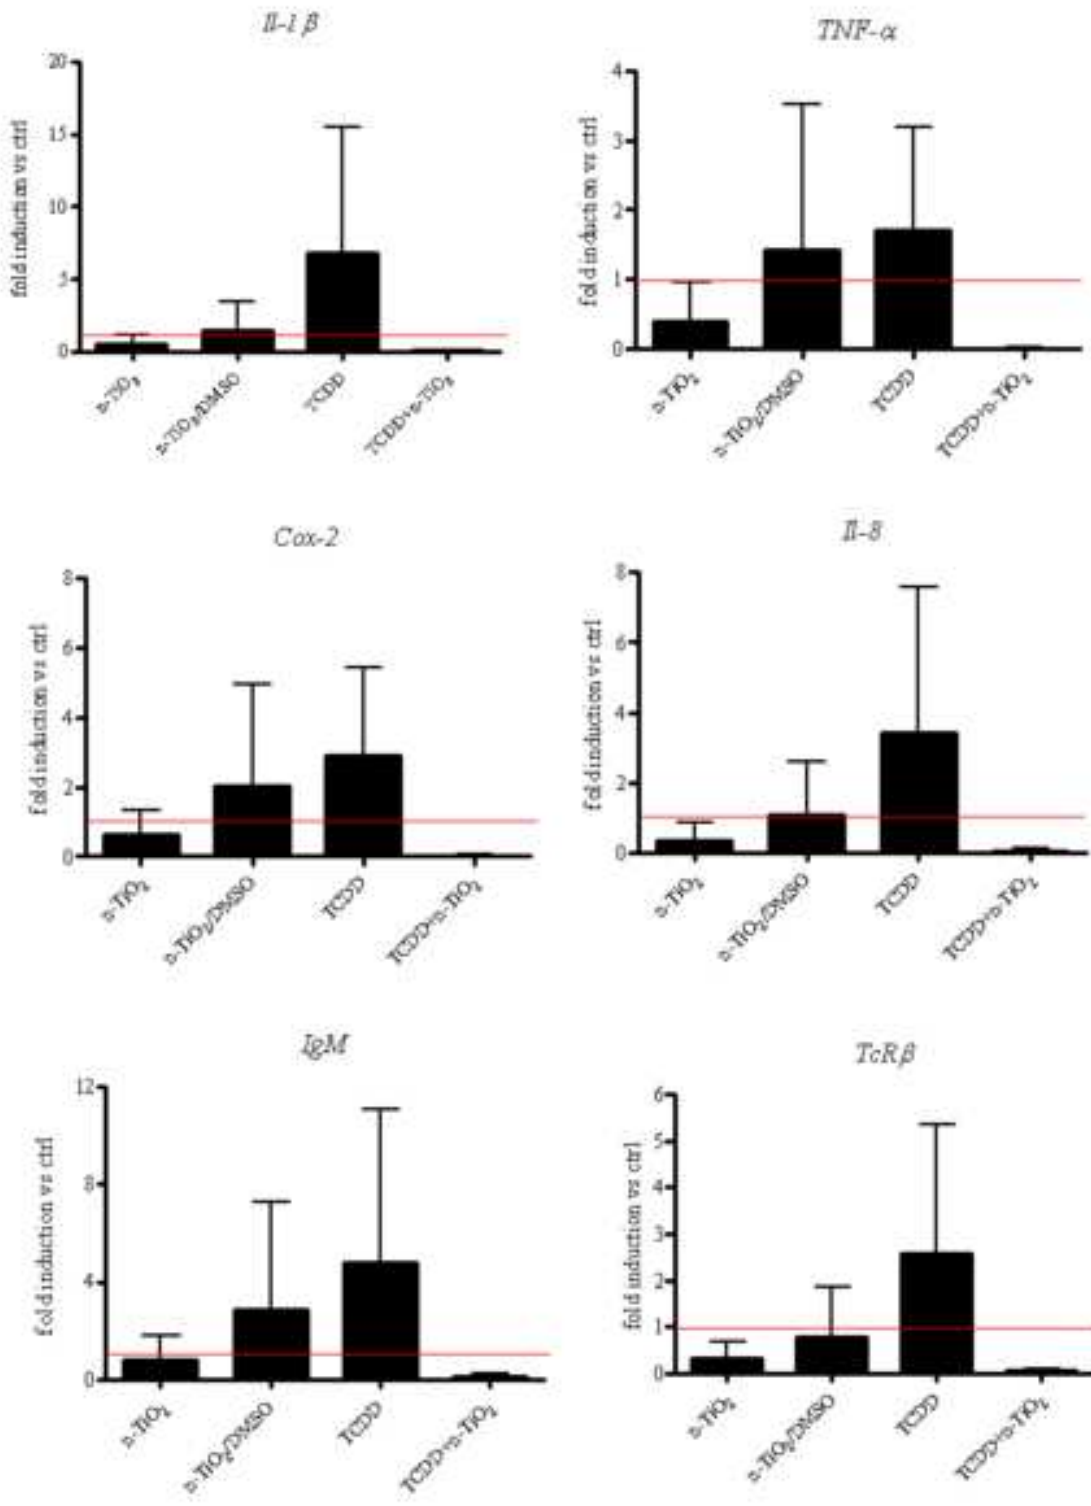 Il-1 β
fold induction vs ctrl
20
15
10
5
0
n-TiO₂
n-TiO₂/DMSO
TCDD
TCDD+n-TiO₂
TNF-α
fold induction vs ctrl
4
3
2
1
0
n-TiO₂
n-TiO₂/DMSO
TCDD
TCDD+n-TiO₂
Cox-2
fold induction vs ctrl
8
6
4
2
0
n-TiO₂
n-TiO₂/DMSO
TCDD
TCDD+n-TiO₂
Il-8
fold induction vs ctrl
8
6
4
2
0
n-TiO₂
n-TiO₂/DMSO
TCDD
TCDD+n-TiO₂
IgM
fold induction vs ctrl
12
8
4
0
n-TiO₂
n-TiO₂/DMSO
TCDD
TCDD+n-TiO₂
TcRβ
fold induction vs ctrl
6
5
4
3
2
1
0
n-TiO₂
n-TiO₂/DMSO
TCDD
TCDD+n-TiO₂